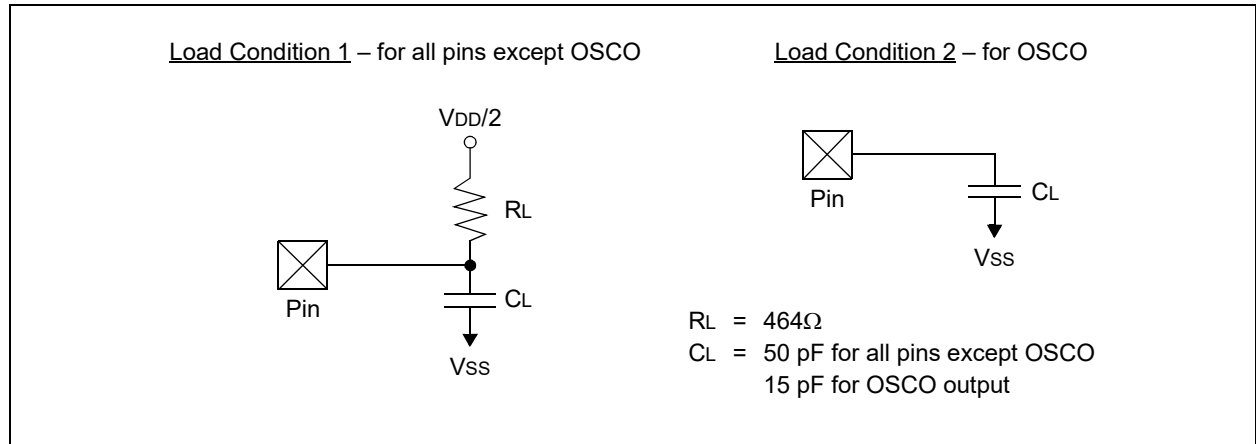 Load Condition 1 – for all pins except OSCO
VDD/2
RL
Pin
CL
VSS
Load Condition 2 – for OSCO
Pin
CL
VSS
RL = 464Ω
CL = 50 pF for all pins except OSCO
15 pF for OSCO output